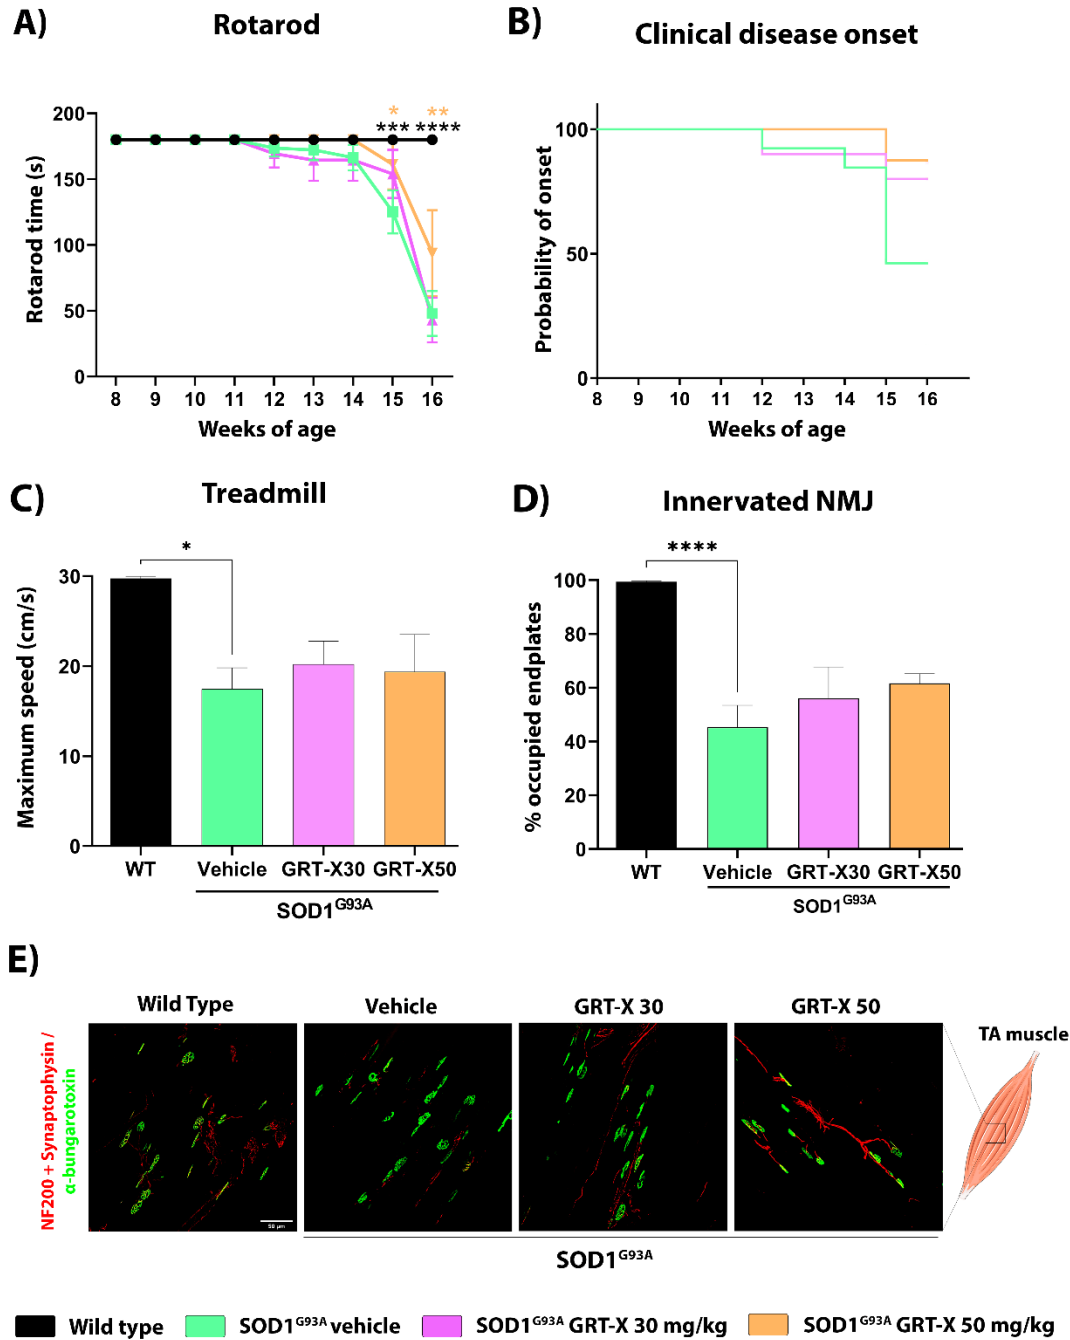 A)
Rotarod
Rotarod time (s)
200
150
100
50
0
*
**
***
****
8 9 10 11 12 13 14 15 16
Weeks of age
B)
Clinical disease onset
Probability of onset
100
50
0
8 9 10 11 12 13 14 15 16
Weeks of age
C)
Treadmill
Maximum speed (cm/s)
30
20
10
0
*
WT Vehicle GRT-X30 GRT-X50
SOD1G93A
D)
Innervated NMJ
% occupied endplates
100
80
60
40
20
0
****
WT Vehicle GRT-X30 GRT-X50
SOD1G93A
E)
Wild Type
Vehicle
GRT-X 30
GRT-X 50
NF200 + Synaptophysin /
α-bungarotoxin
50 µm
TA muscle
SOD1G93A
Wild type
SOD1G93A vehicle
SOD1G93A GRT-X 30 mg/kg
SOD1G93A GRT-X 50 mg/kg